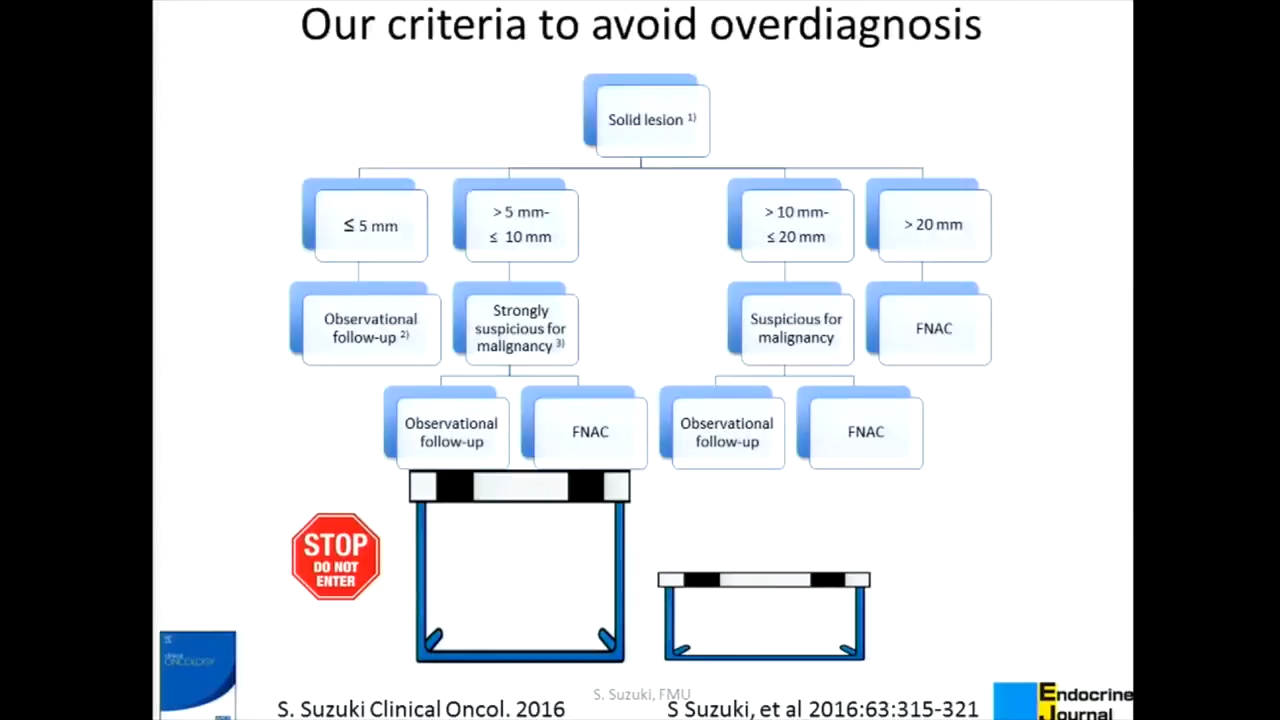 Our criteria to avoid overdiagnosis
Solid lesion 1)
≤ 5 mm
> 5 mm-
≤ 10 mm
> 10 mm-
≤ 20 mm
> 20 mm
Observational
follow-up 2)
Strongly
suspicious for
malignancy 3)
Suspicious for
malignancy
FNAC
Observational
follow-up
FNAC
Observational
follow-up
FNAC
STOP
DO NOT
ENTER
clinical
ONCOLOGY
S. Suzuki, FMU
S. Suzuki Clinical Oncol. 2016
S Suzuki, et al 2016:63:315-321
Endocrine
Journal